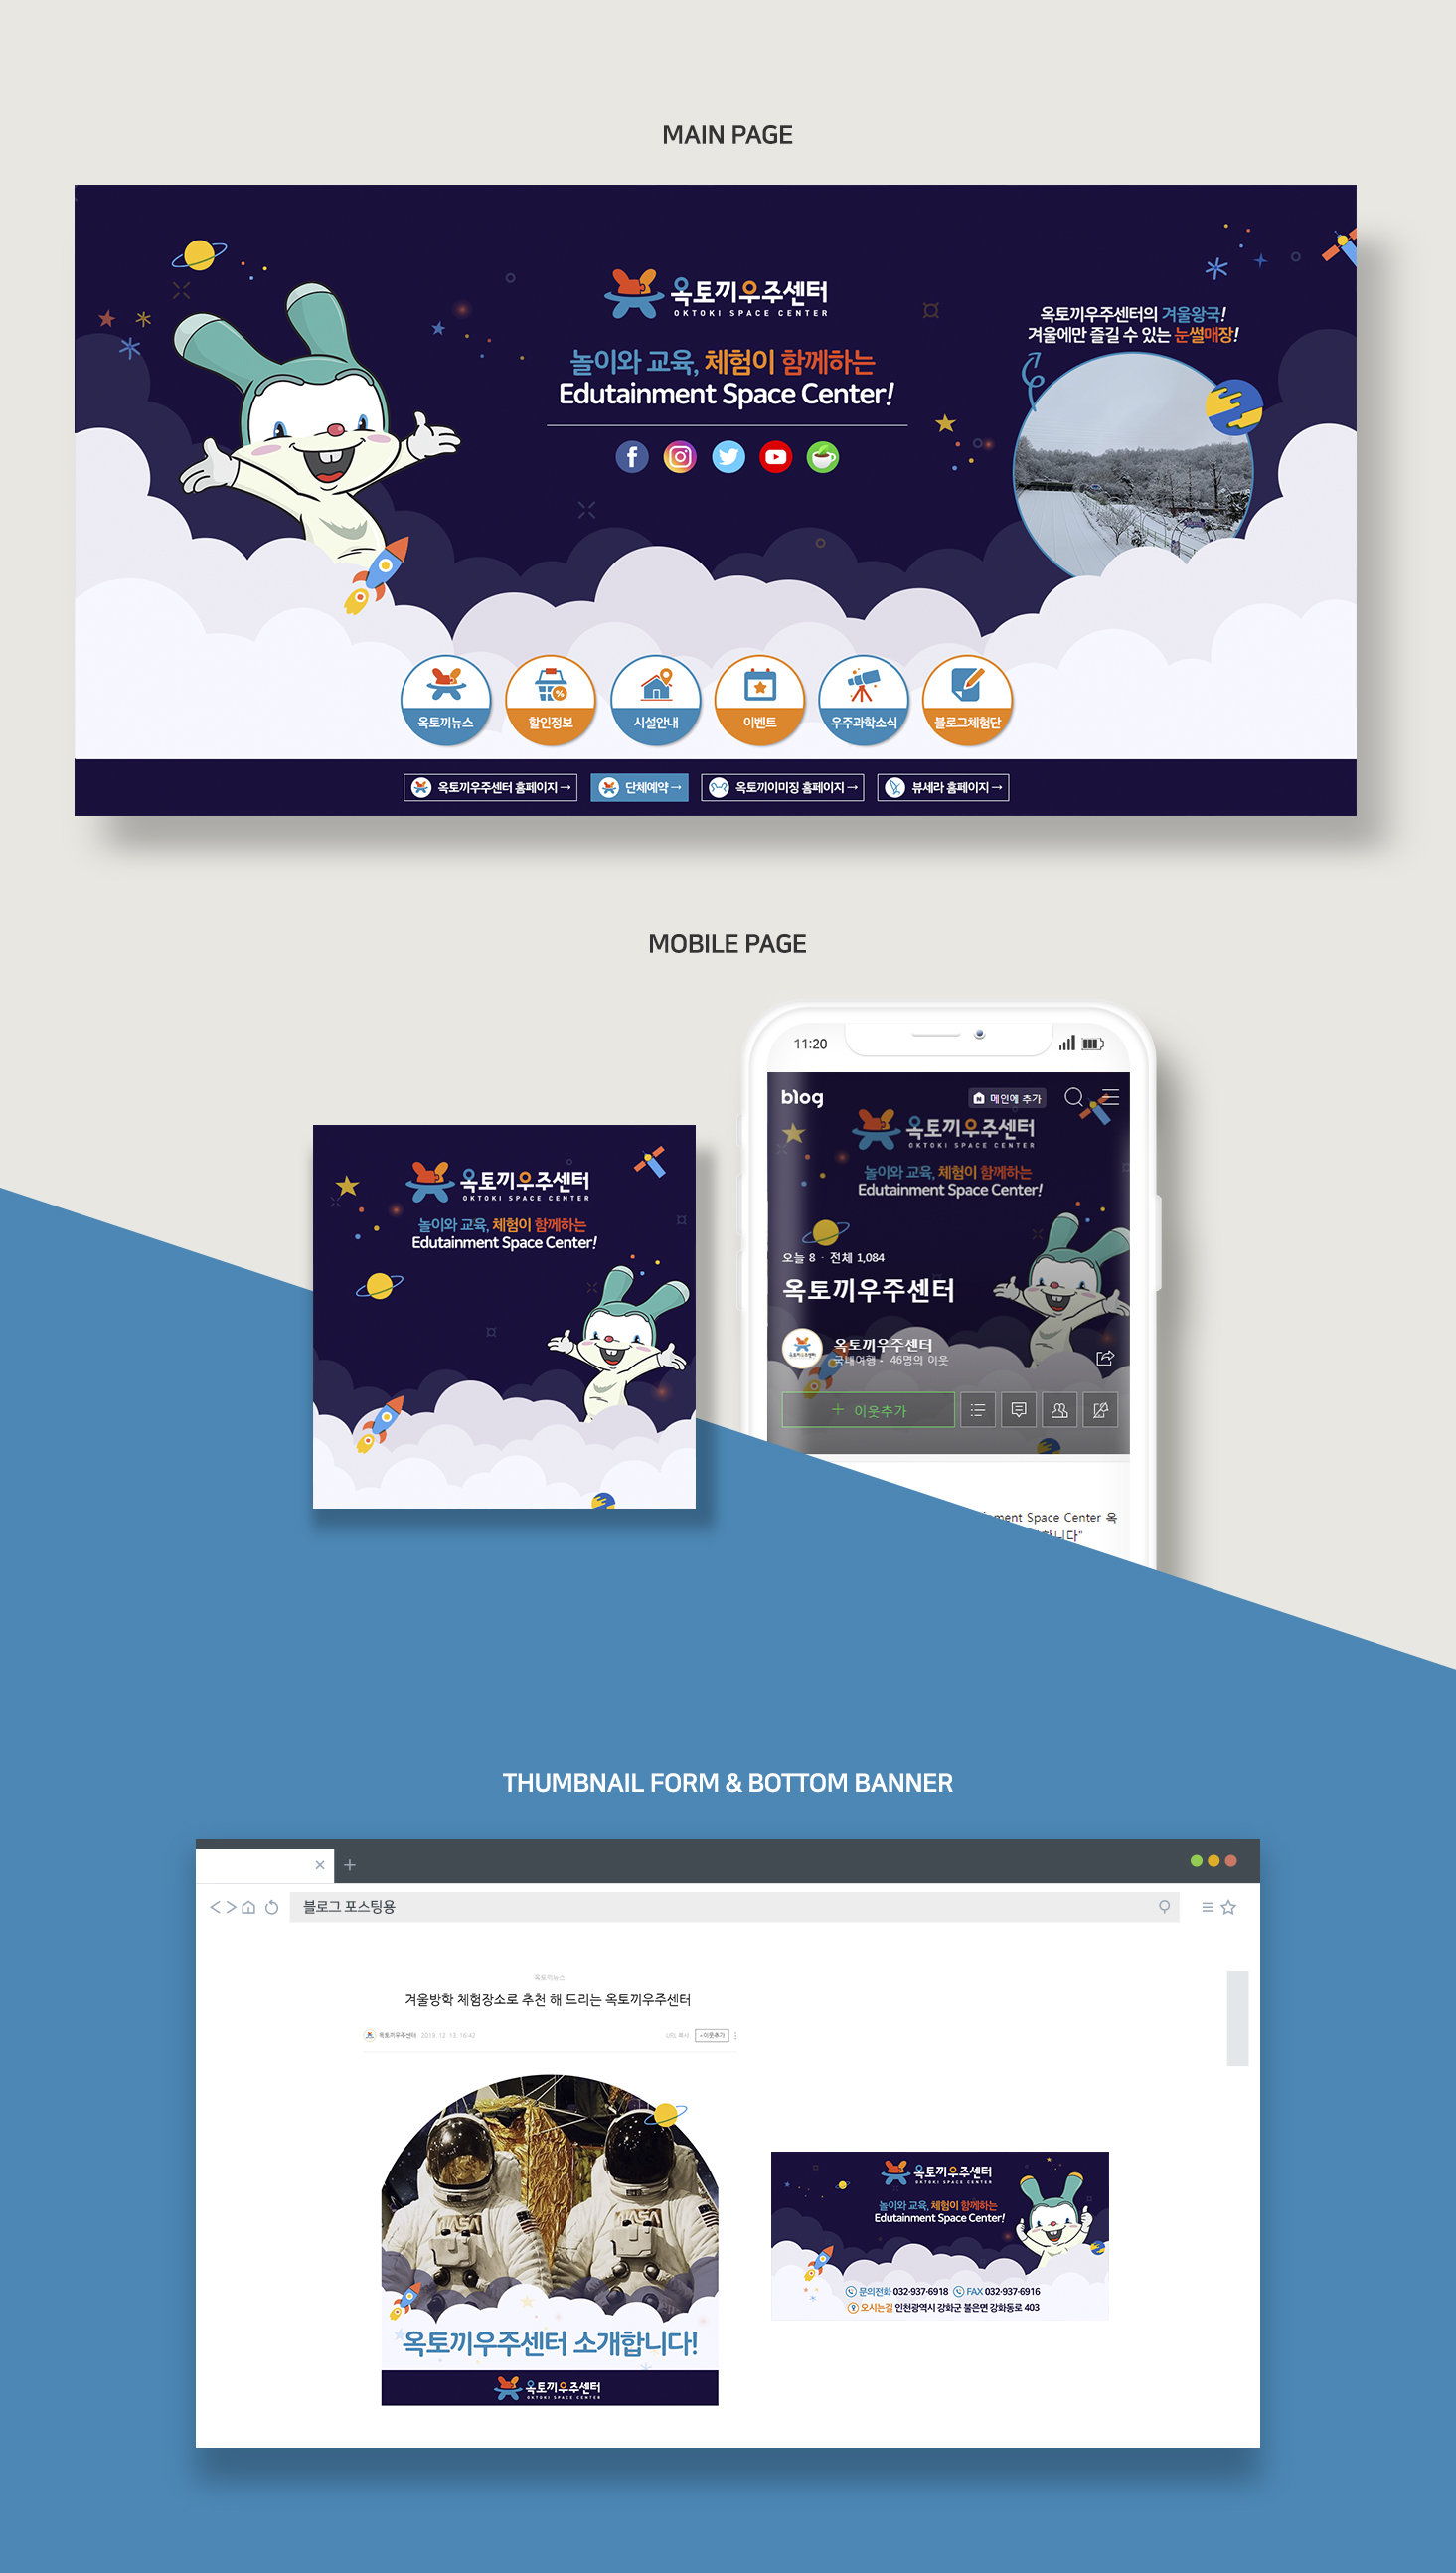 MAIN PAGE
옥토끼우주센터
OKTOKI SPACE CENTER
놀이와 교육, 체험이 함께하는
Edutainment Space Center!
옥토끼우주센터의 겨울왕국!
겨울에만 즐길 수 있는 눈썰매장!
옥토끼뉴스
할인정보
시설안내
이벤트
우주과학소식
블로그체험단
옥토끼우주센터 홈페이지→
단체예약→
옥토끼이미징 홈페이지→
뷰세라 홈페이지→
MOBILE PAGE
옥토끼우주센터
OKTOKI SPACE CENTER
놀이와 교육, 체험이 함께하는
Edutainment Space Center!
11:20
blog
메인에 추가
옥토끼우주센터
OKTOKI SPACE CENTER
놀이와 교육, 체험이 함께하는
Edutainment Space Center!
오늘 8 · 전체 1,084
옥토끼우주센터
옥토끼우주센터
국내여행 · 46명의 이웃
+ 이웃추가
Space Center 옥
THUMBNAIL FORM & BOTTOM BANNER
블로그 포스팅용
옥토끼뉴스
겨울방학 체험장소로 추천 해 드리는 옥토끼우주센터
옥토끼우주센터 2019. 12. 13. 16:42
URL 복사 +이웃추가
NASA
NASA
옥토끼우주센터 소개합니다!
옥토끼우주센터
OKTOKI SPACE CENTER
옥토끼우주센터
OKTOKI SPACE CENTER
놀이와 교육, 체험이 함께하는
Edutainment Space Center!
문의전화 032-937-6918 FAX 032-937-6916
오시는길 인천광역시 강화군 불은면 강화동로 403